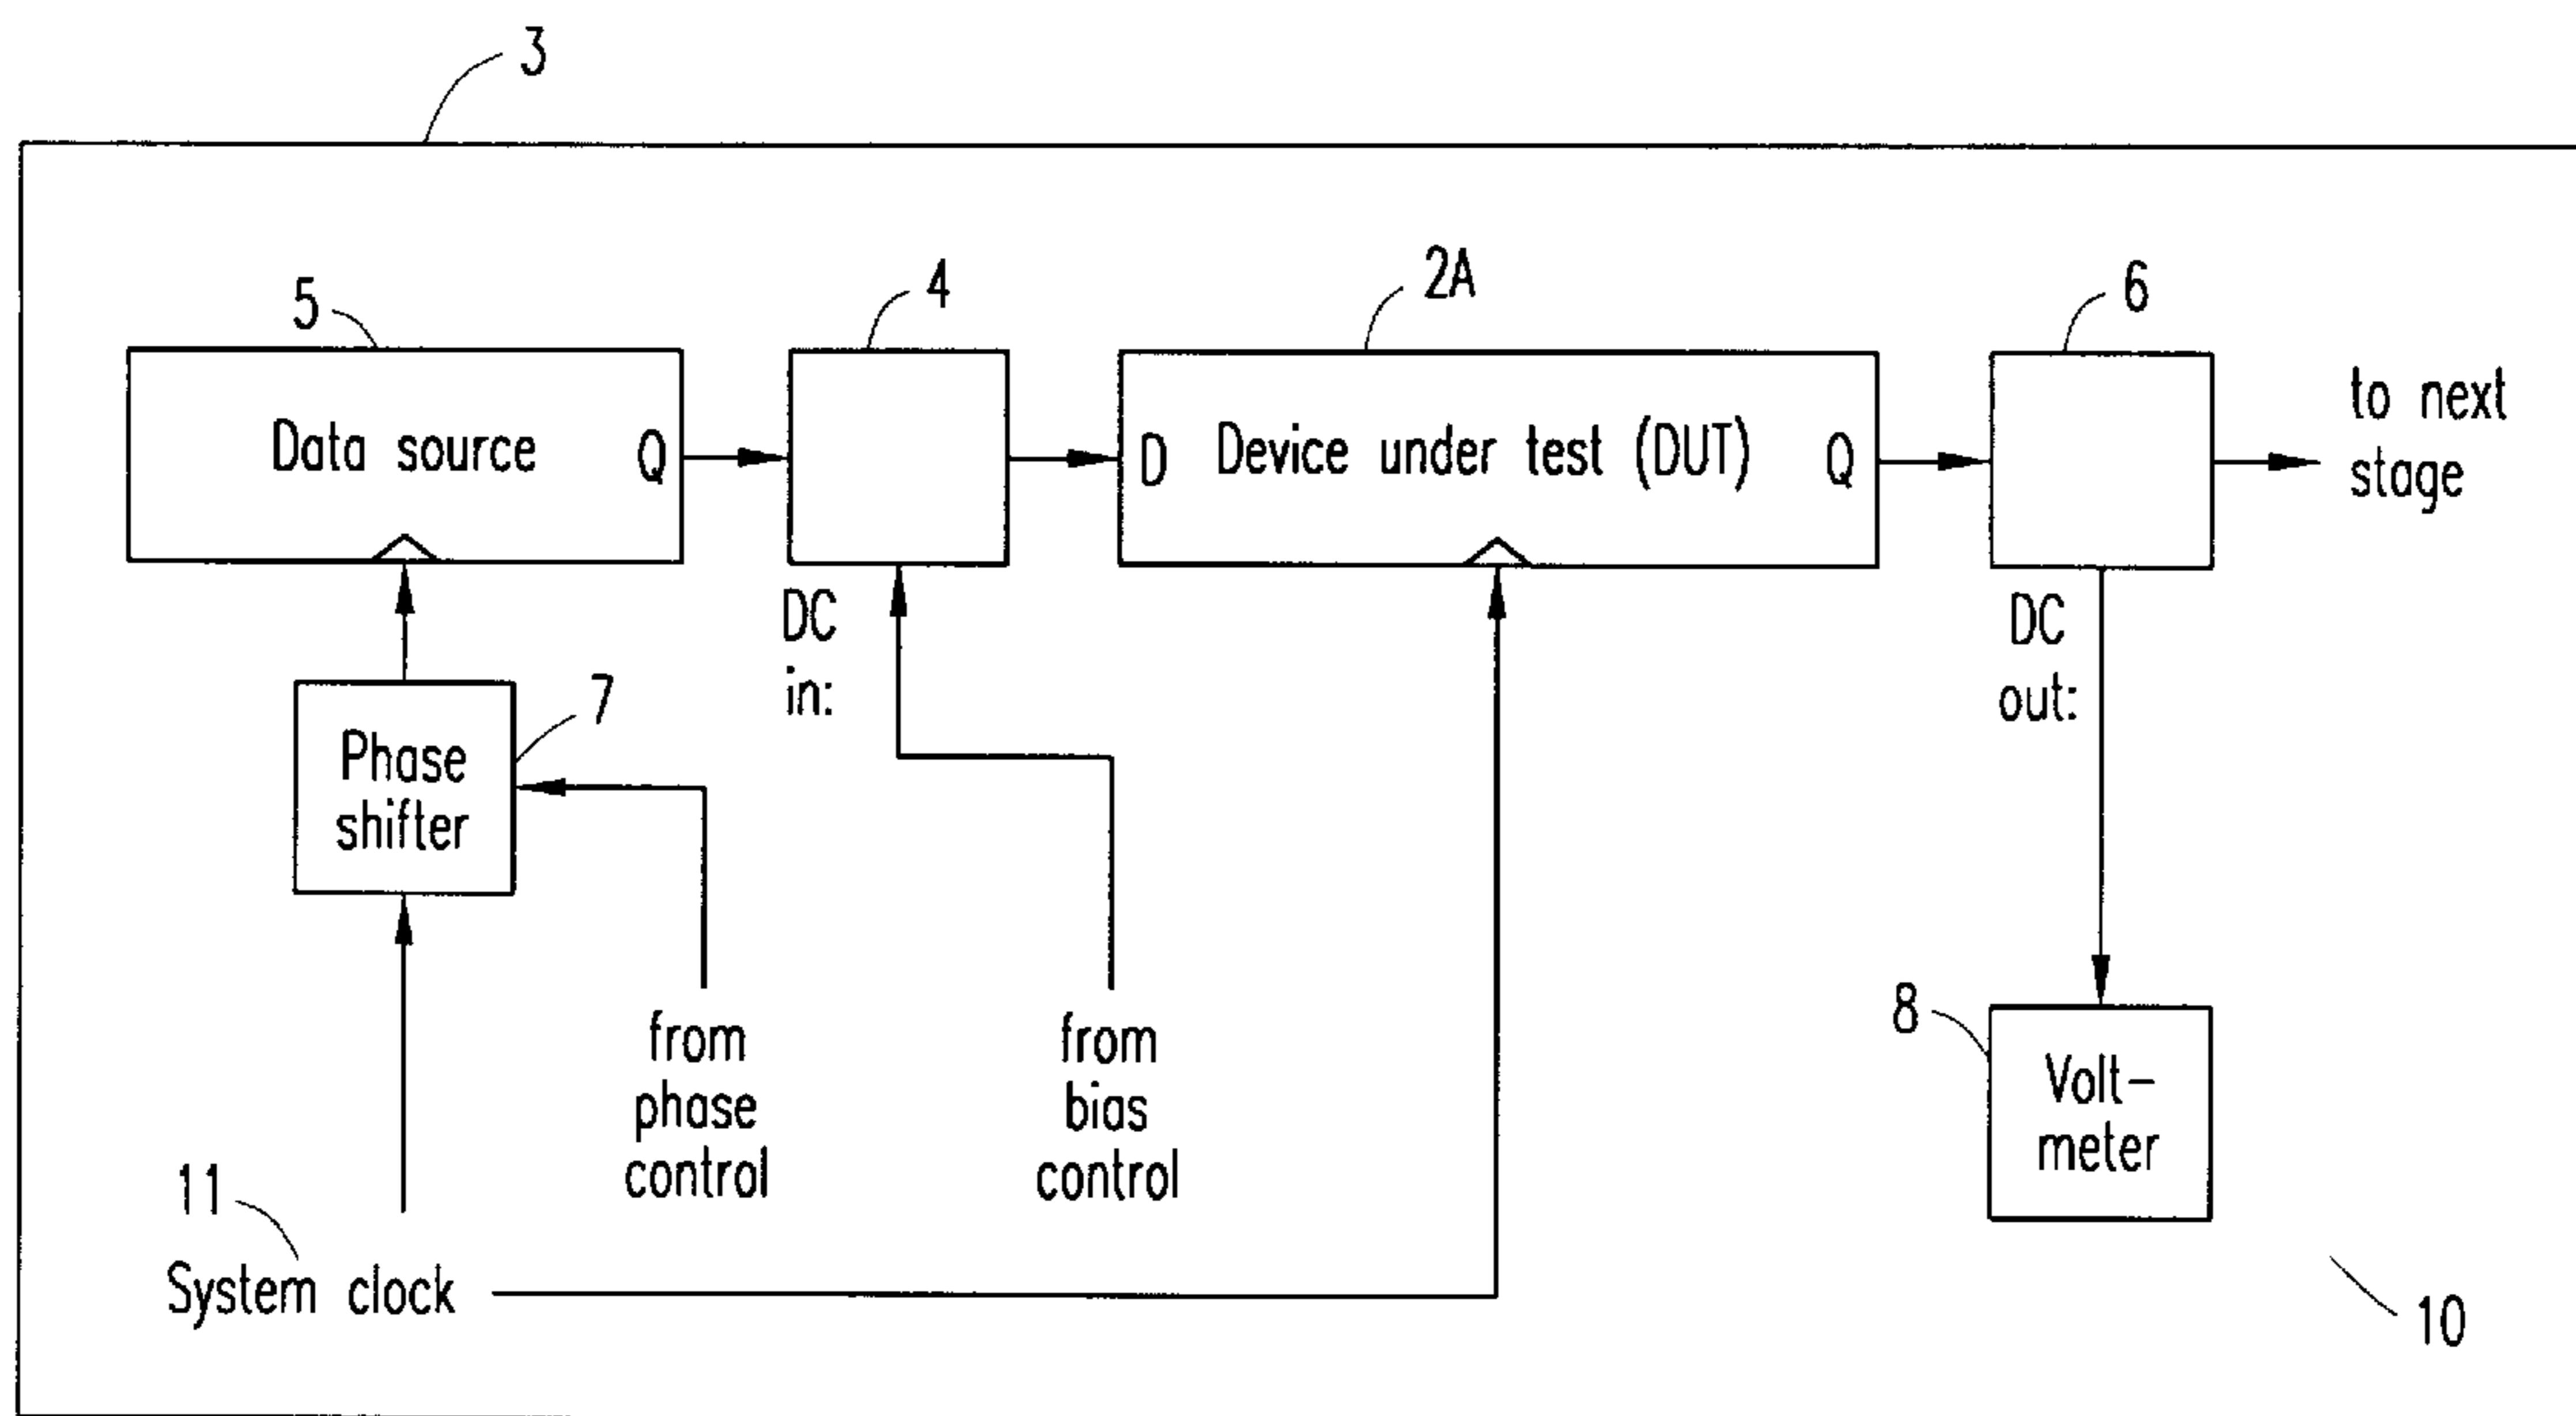 3
5
4
2A
6
Data source
Q
D
Device under test (DUT)
Q
to next
stage
DC
in:
DC
out:
7
Phase
shifter
8
Volt-
meter
from
phase
control
from
bias
control
11
System clock
10